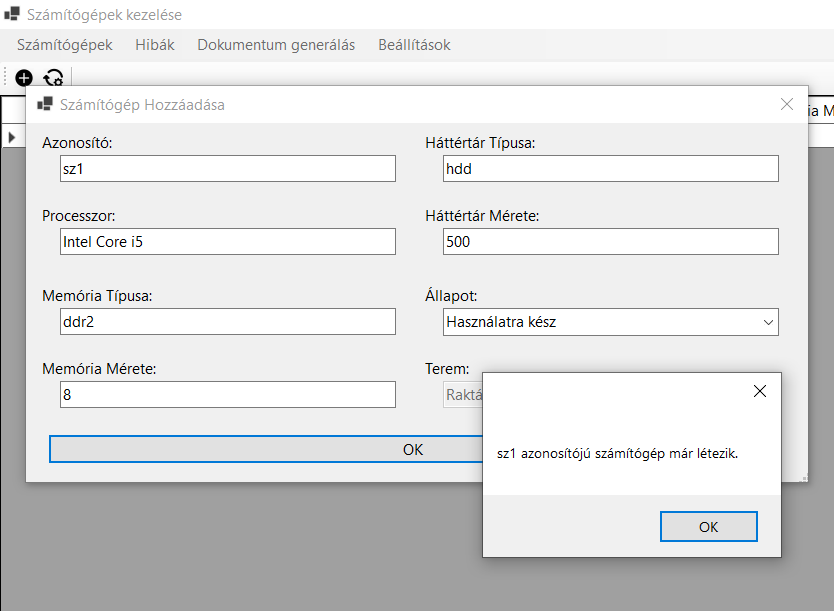 Számítógépek kezelése
Számítógépek Hibák Dokumentum generálás Beállítások
ia M
Számítógép Hozzáadása
Azonosító:
sz1
Háttértár Típusa:
hdd
Processzor:
Intel Core i5
Háttértár Mérete:
500
Memória Típusa:
ddr2
Állapot:
Használatra kész
Memória Mérete:
8
Terem:
Raktá
OK
sz1 azonosítójú számítógép már létezik.
OK